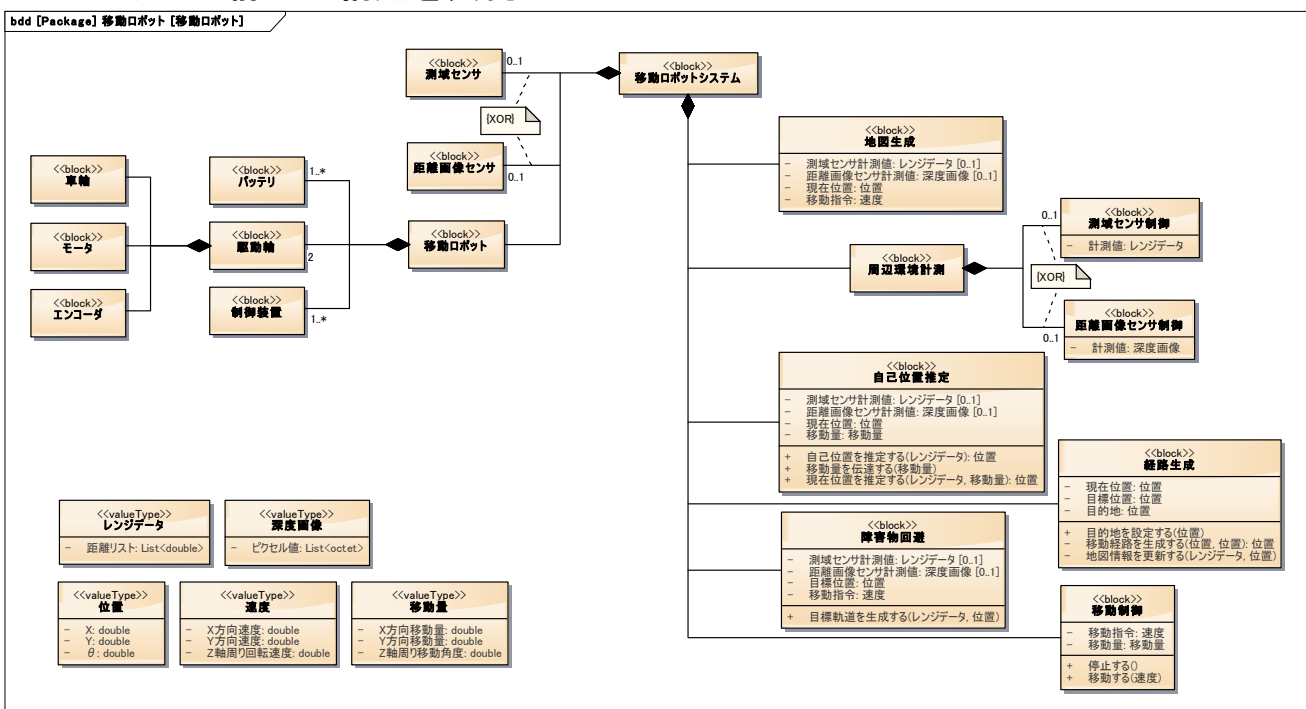 bdd [Package] 移動ロボット [移動ロボット]
<<block>>
測域センサ
0..1
{XOR}
<<block>>
距離画像センサ
0..1
<<block>>
移動ロボットシステム
<<block>>
車輪
<<block>>
モータ
<<block>>
エンコーダ
<<block>>
バッテリ
1..*
<<block>>
駆動輪
2
<<block>>
制御装置
1..*
<<block>>
移動ロボット
<<block>>
地図生成
- 測域センサ計測値: レンジデータ [0..1]
- 距離画像センサ計測値: 深度画像 [0..1]
- 現在位置: 位置
- 移動指令: 速度
<<block>>
周辺環境計測
0..1
<<block>>
測域センサ制御
- 計測値: レンジデータ
{XOR}
<<block>>
距離画像センサ制御
- 計測値: 深度画像
0..1
<<block>>
自己位置推定
- 測域センサ計測値: レンジデータ [0..1]
- 距離画像センサ計測値: 深度画像 [0..1]
- 現在位置: 位置
- 移動量: 移動量
+ 自己位置を推定する(レンジデータ): 位置
+ 移動量を伝達する(移動量)
+ 現在位置を推定する(レンジデータ, 移動量): 位置
<<block>>
経路生成
- 現在位置: 位置
- 目標位置: 位置
- 目的地: 位置
+ 目的地を設定する(位置)
- 移動経路を生成する(位置, 位置): 位置
- 地図情報を更新する(レンジデータ, 位置)
<<block>>
障害物回避
- 測域センサ計測値: レンジデータ [0..1]
- 距離画像センサ計測値: 深度画像 [0..1]
- 目標位置: 位置
- 移動指令: 速度
+ 目標軌道を生成する(レンジデータ, 位置)
<<block>>
移動制御
- 移動指令: 速度
- 移動量: 移動量
+ 停止する()
+ 移動する(速度)
<<valueType>>
レンジデータ
- 距離リスト: List<double>
<<valueType>>
深度画像
- ピクセル値: List<octet>
<<valueType>>
位置
- X: double
- Y: double
- θ: double
<<valueType>>
速度
- X方向速度: double
- Y方向速度: double
- Z軸周り回転速度: double
<<valueType>>
移動量
- X方向移動量: double
- Y方向移動量: double
- Z軸周り移動角度: double